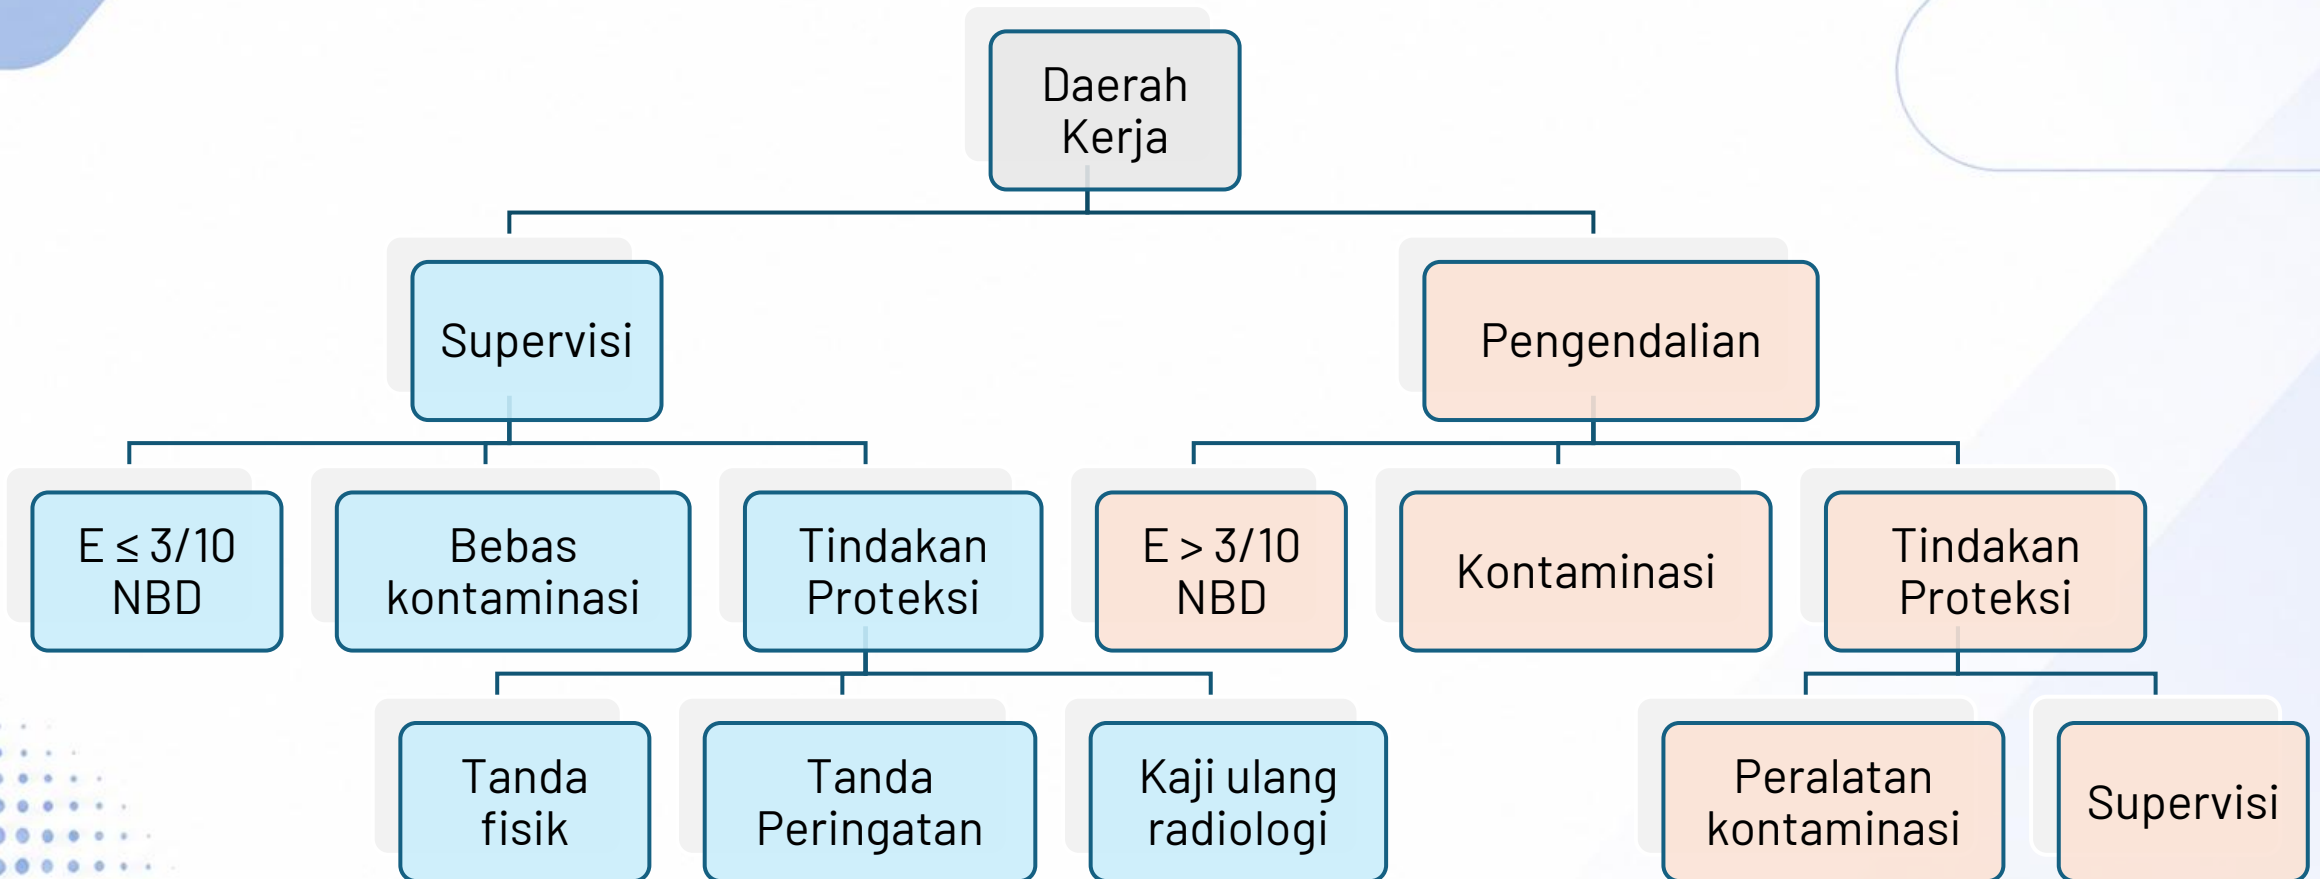 Daerah
Kerja
Supervisi
Pengendalian
E ≤ 3/10
NBD
Bebas
kontaminasi
Tindakan
Proteksi
E > 3/10
NBD
Kontaminasi
Tindakan
Proteksi
Tanda
fisik
Tanda
Peringatan
Kaji ulang
radiologi
Peralatan
kontaminasi
Supervisi